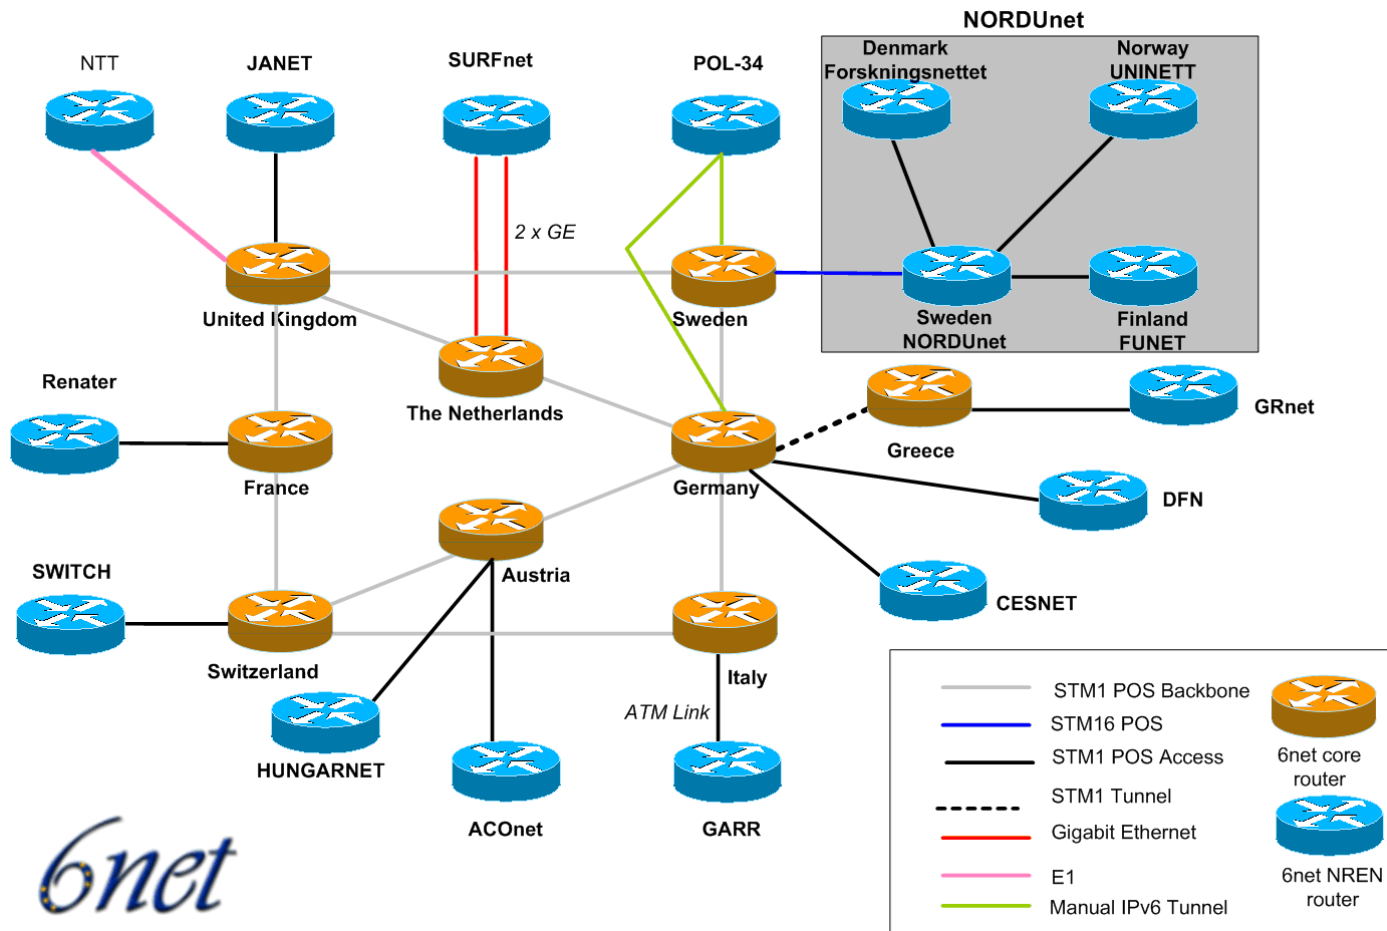 NORDUnet
NTT
JANET
SURFnet
POL-34
Denmark
Forskningsnettet
Norway
UNINETT
2 x GE
United Kingdom
Sweden
Sweden
NORDUnet
Finland
FUNET
Renater
The Netherlands
GRnet
Greece
France
Germany
DFN
SWITCH
Austria
CESNET
Switzerland
Italy
ATM Link
HUNGARNET
ACOnet
GARR
STM1 POS Backbone
STM16 POS
STM1 POS Access
STM1 Tunnel
Gigabit Ethernet
E1
Manual IPv6 Tunnel
6net core
router
6net NREN
router
6net